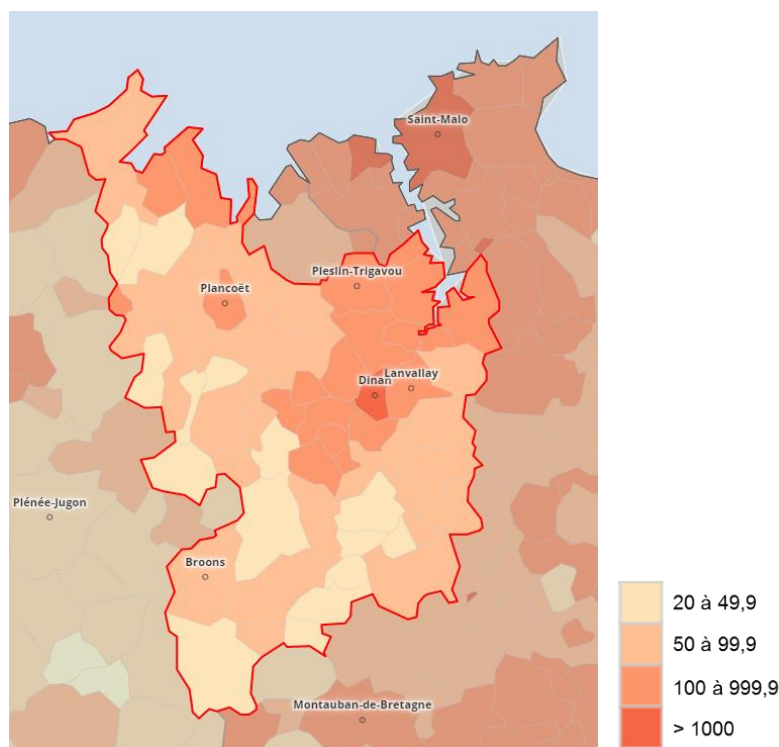 Saint-Malo
Pleslin-Trigavou
Plancoët
Lanvallay
Dinan
Plénée-Jugon
Broons
Montauban-de-Bretagne
20 à 49,9
50 à 99,9
100 à 999,9
> 1000